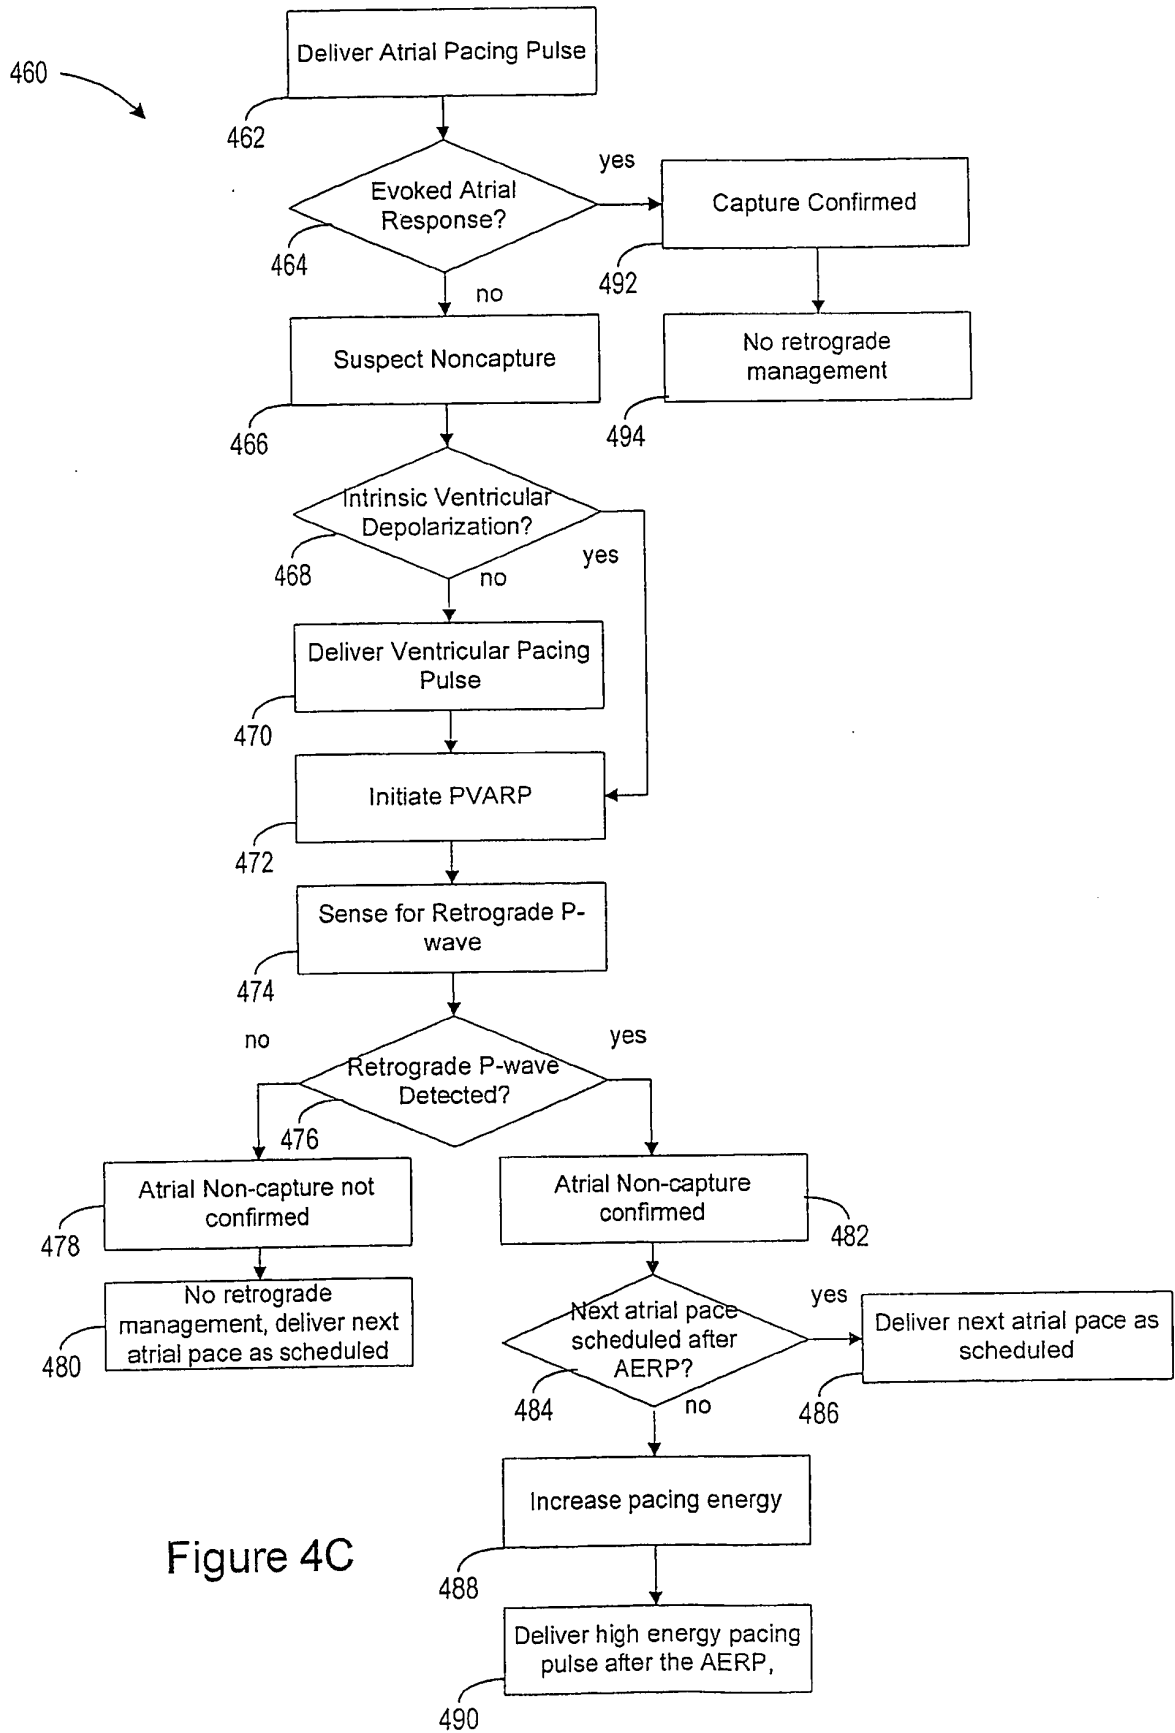 Deliver Atrial Pacing Pulse
460
462
yes
Evoked Atrial
Response?
Capture Confirmed
464
492
no
Suspect Noncapture
No retrograde
management
466
494
Intrinsic Ventricular
Depolarization?
yes
468
no
Deliver Ventricular Pacing
Pulse
470
Initiate PVARP
472
Sense for Retrograde P-
wave
474
no
yes
Retrograde P-wave
Detected?
476
Atrial Non-capture not
confirmed
Atrial Non-capture
confirmed
478
482
No retrograde
management, deliver next
atrial pace as scheduled
480
Next atrial pace
scheduled after
AERP?
yes
Deliver next atrial pace as
scheduled
484
no
486
Increase pacing energy
Figure 4C
488
Deliver high energy pacing
pulse after the AERP,
490